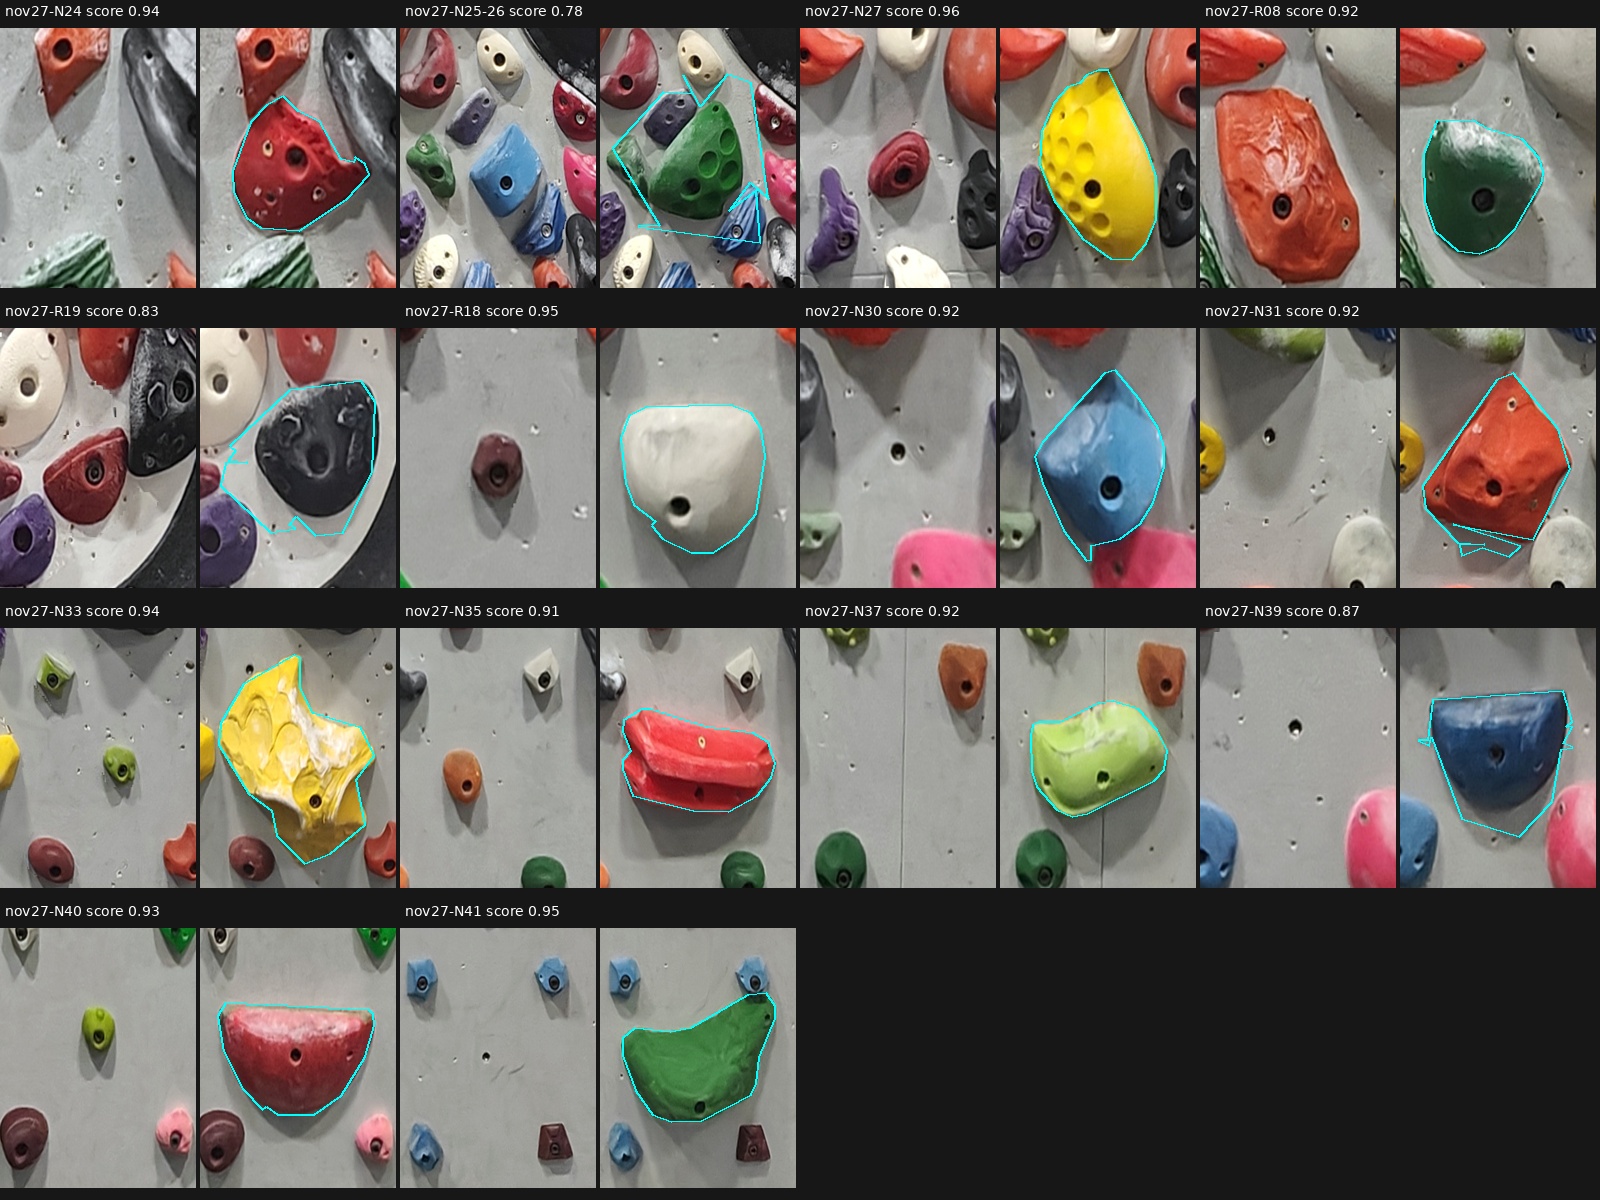 nov27-N24 score 0.94
nov27-N25-26 score 0.78
nov27-N27 score 0.96
nov27-R08 score 0.92
nov27-R19 score 0.83
nov27-R18 score 0.95
nov27-N30 score 0.92
nov27-N31 score 0.92
nov27-N33 score 0.94
nov27-N35 score 0.91
nov27-N37 score 0.92
nov27-N39 score 0.87
nov27-N40 score 0.93
nov27-N41 score 0.95